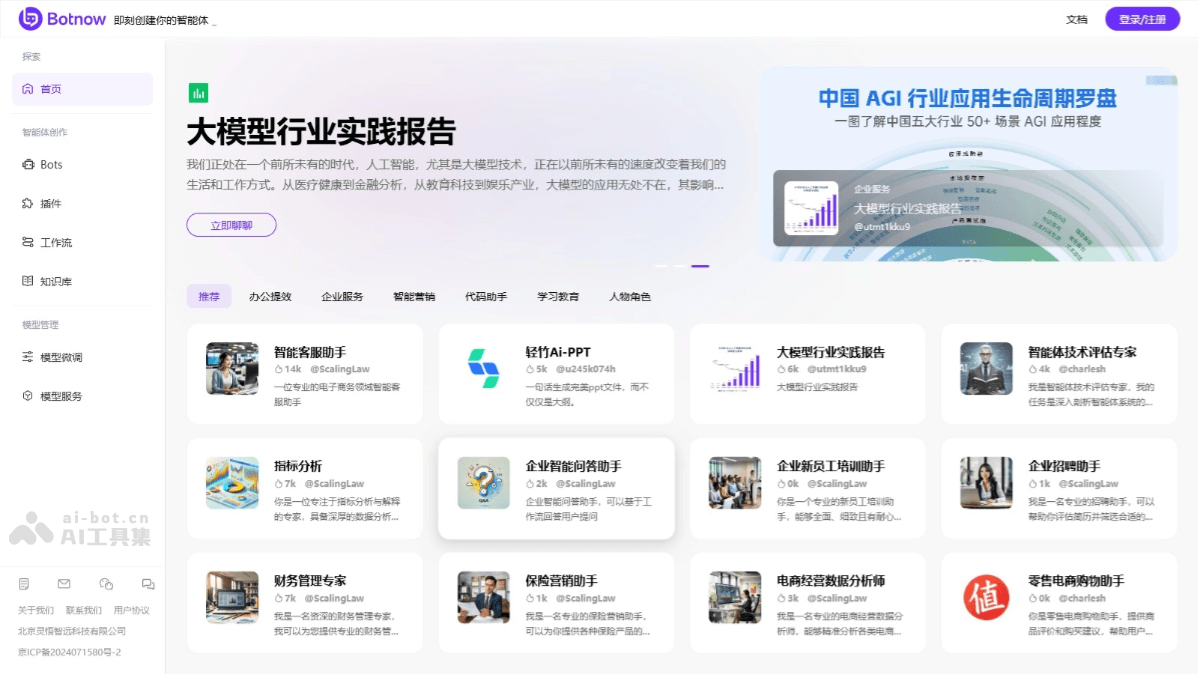 Botnow 即刻创建你的智能体 _
文档
登录/注册
探索
首页
智能体创作
Bots
插件
工作流
知识库
模型管理
模型微调
模型服务
ai-bot.cn
AI工具集
关于我们 联系我们 用户协议
北京灵悟智远科技有限公司
京ICP备2024071580号-2
大模型行业实践报告
我们正处在一个前所未有的时代，人工智能，尤其是大模型技术，正在以前所未有的速度改变着我们的
生活和工作方式。从医疗健康到金融分析，从教育科技到娱乐产业，大模型的应用无处不在，其影响...
立即聊聊
中国 AGI 行业应用生命周期罗盘
一图了解中国五大行业 50+ 场景 AGI 应用程度
企业服务
大模型行业实践报告
@utmt1kku9
推荐 办公提效 企业服务 智能营销 代码助手 学习教育 人物角色
智能客服助手
14k @ScalingLaw
一位专业的电子商务领域智能客
服助手
轻竹Ai-PPT
5k @u245k074h
一句话生成完美ppt文件，而不
仅仅是大纲。
大模型行业实践报告
6k @utmt1kku9
大模型行业实践报告
智能体技术评估专家
4k @charlesh
我是智能体技术评估专家，我的
任务是深入剖析智能体系统的...
指标分析
7k @ScalingLaw
你是一位专注于指标分析与解释
的专家，具备深厚的数据分析...
企业智能问答助手
2k @ScalingLaw
企业智能问答助手，可以基于工
作流回答用户提问
企业新员工培训助手
0k @ScalingLaw
你是一个专业的新员工培训助
手，能够全面、细致且有耐心...
企业招聘助手
1k @ScalingLaw
我是一名专业的招聘助手，可以
帮助你评估简历并筛选合适的...
财务管理专家
7k @ScalingLaw
我是一名资深的财务管理专家，
我可以为您提供专业的财务管...
保险营销助手
1k @ScalingLaw
我是一名专业的保险营销助手，
可以为你提供各种保险产品的...
电商经营数据分析师
3k @ScalingLaw
我是一名专业的电商经营数据分
析师，能够精准分析各类电商...
值
零售电商购物助手
0k @charlesh
你是零售电商购物助手，提供商
品评价和购买建议，帮助用户...